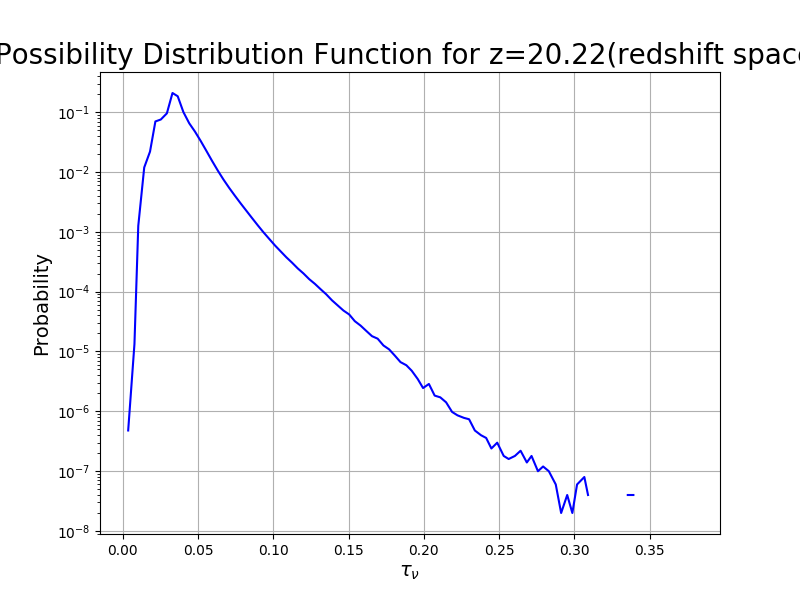 Possibility Distribution Function for z=20.22(redshift space
Probability
10⁻¹
10⁻²
10⁻³
10⁻⁴
10⁻⁵
10⁻⁶
10⁻⁷
10⁻⁸
0.00 0.05 0.10 0.15 0.20 0.25 0.30 0.35
τ_ν